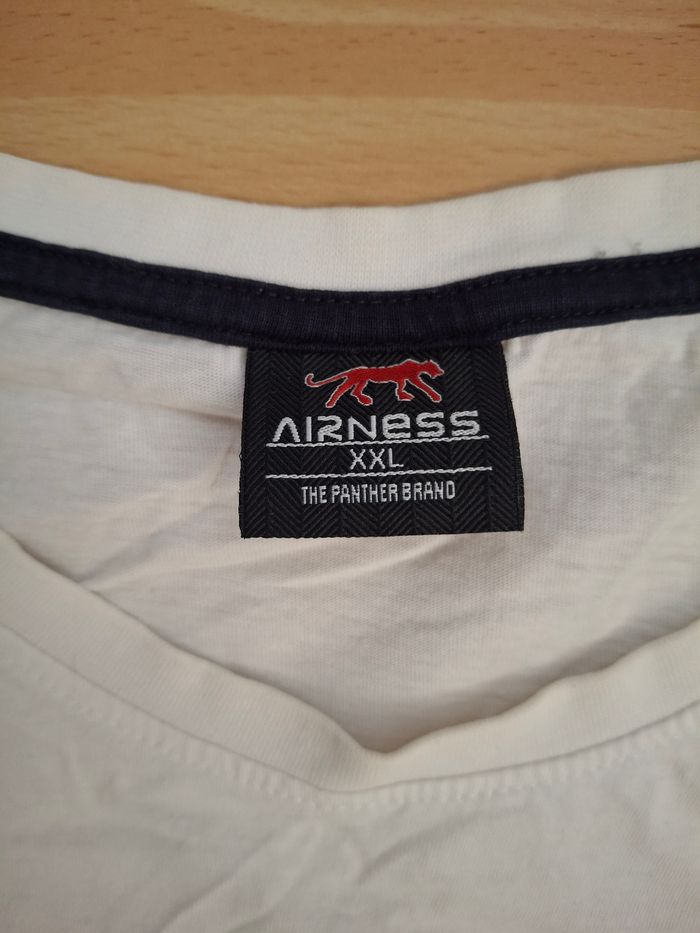 AIRNESS
XXL
THE PANTHER BRAND